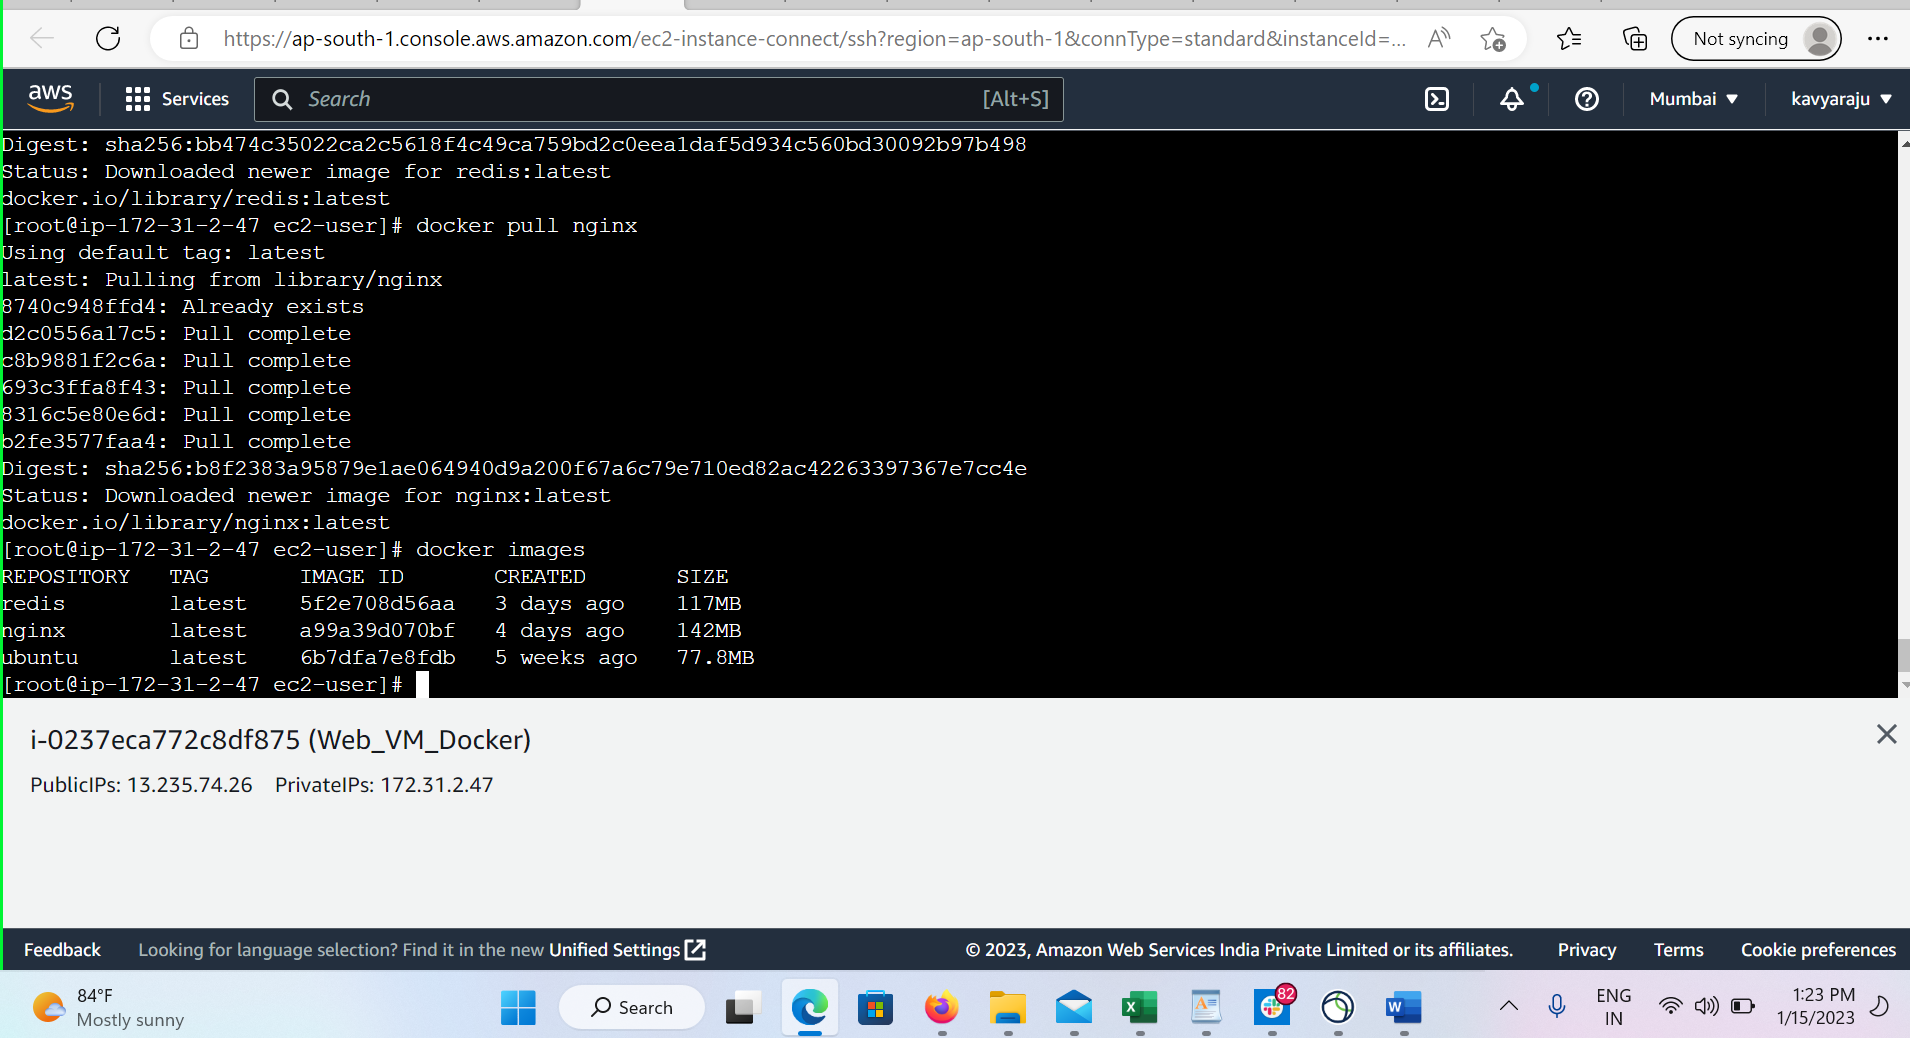 https://ap-south-1.console.aws.amazon.com/ec2-instance-connect/ssh?region=ap-south-1&connType=standard&instanceId=...
Not syncing
aws
Services
Search
[Alt+S]
Mumbai
kavyaraju
Digest: sha256:bb474c35022ca2c5618f4c49ca759bd2c0eea1daf5d934c560bd30092b97b498
Status: Downloaded newer image for redis:latest
docker.io/library/redis:latest
[root@ip-172-31-2-47 ec2-user]# docker pull nginx
Using default tag: latest
latest: Pulling from library/nginx
8740c948ffd4: Already exists
d2c0556a17c5: Pull complete
c8b9881f2c6a: Pull complete
693c3ffa8f43: Pull complete
8316c5e80e6d: Pull complete
b2fe3577faa4: Pull complete
Digest: sha256:b8f2383a95879e1ae064940d9a200f67a6c79e710ed82ac42263397367e7cc4e
Status: Downloaded newer image for nginx:latest
docker.io/library/nginx:latest
[root@ip-172-31-2-47 ec2-user]# docker images
REPOSITORY TAG IMAGE ID CREATED SIZE
redis latest 5f2e708d56aa 3 days ago 117MB
nginx latest a99a39d070bf 4 days ago 142MB
ubuntu latest 6b7dfa7e8fdb 5 weeks ago 77.8MB
[root@ip-172-31-2-47 ec2-user]#
i-0237eca772c8df875 (Web_VM_Docker)
PublicIPs: 13.235.74.26 PrivateIPs: 172.31.2.47
Feedback
Looking for language selection? Find it in the new Unified Settings
© 2023, Amazon Web Services India Private Limited or its affiliates.
Privacy
Terms
Cookie preferences
84°F
Mostly sunny
Search
82
ENG
IN
1:23 PM
1/15/2023